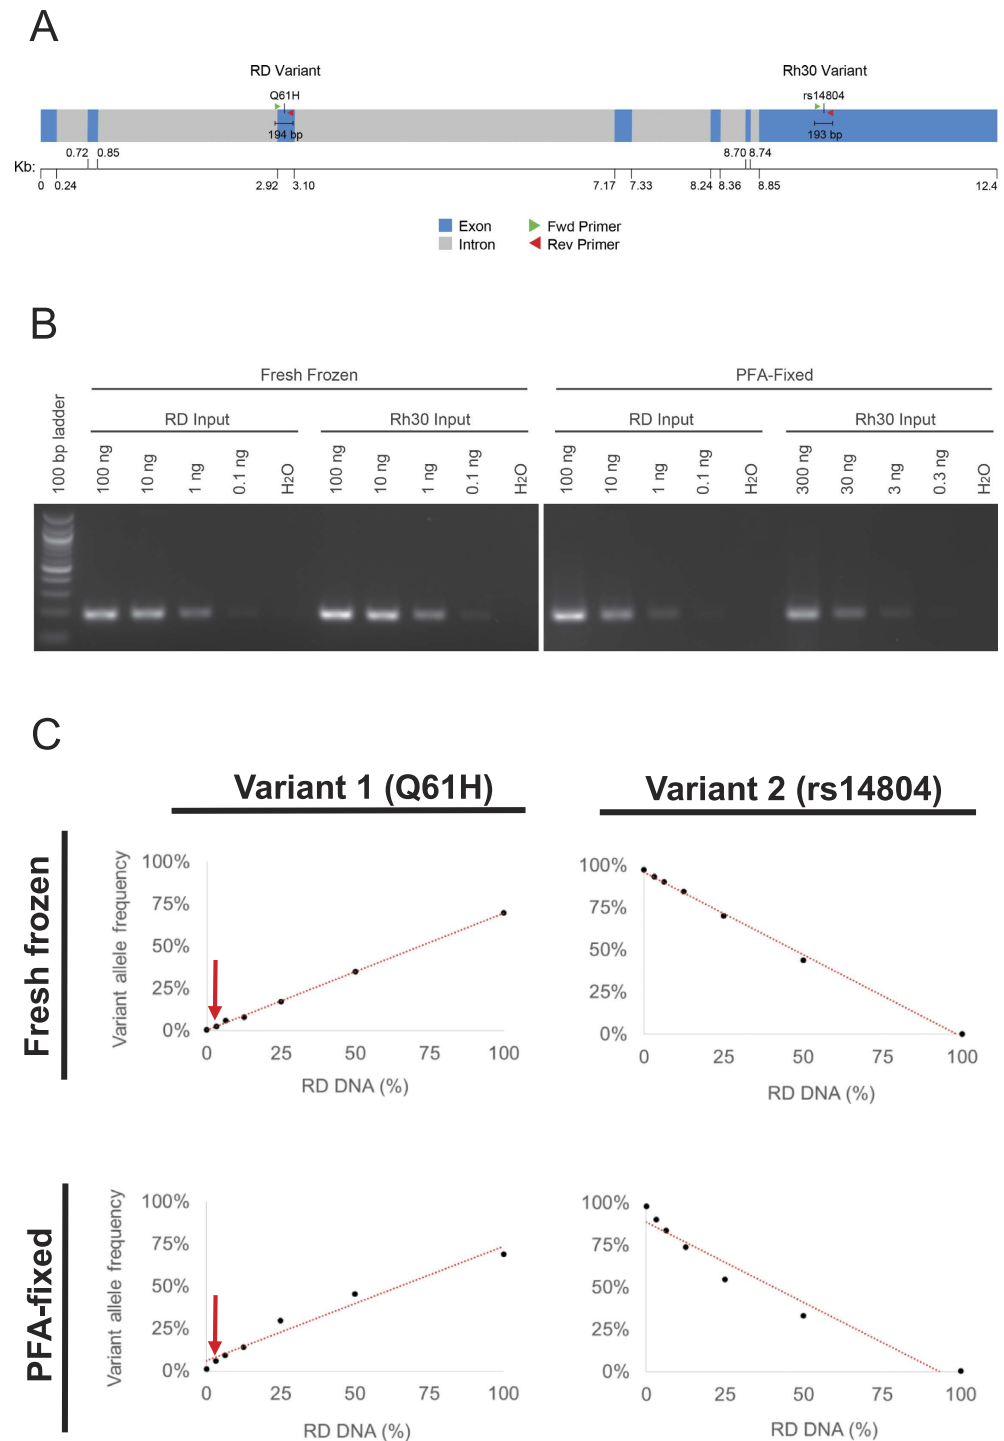 A
RD Variant
Rh30 Variant
Q61H
rs14804
194 bp
193 bp
0.72 0.85
8.70 8.74
Kb:
0 0.24 2.92 3.10 7.17 7.33 8.24 8.36 8.85 12.4
Exon Fwd Primer
Intron Rev Primer
B
Fresh Frozen PFA-Fixed
RD Input Rh30 Input RD Input Rh30 Input
100 bp ladder 100 ng 10 ng 1 ng 0.1 ng H2O 100 ng 10 ng 1 ng 0.1 ng H2O 100 ng 10 ng 1 ng 0.1 ng H2O 300 ng 30 ng 3 ng 0.3 ng H2O
C
Variant 1 (Q61H) Variant 2 (rs14804)
Fresh frozen
Variant allele frequency
100%
75%
50%
25%
0%
0 25 50 75 100
RD DNA (%)
100%
75%
50%
25%
0%
0 25 50 75 100
RD DNA (%)
PFA-fixed
Variant allele frequency
100%
75%
50%
25%
0%
0 25 50 75 100
RD DNA (%)
100%
75%
50%
25%
0%
0 25 50 75 100
RD DNA (%)